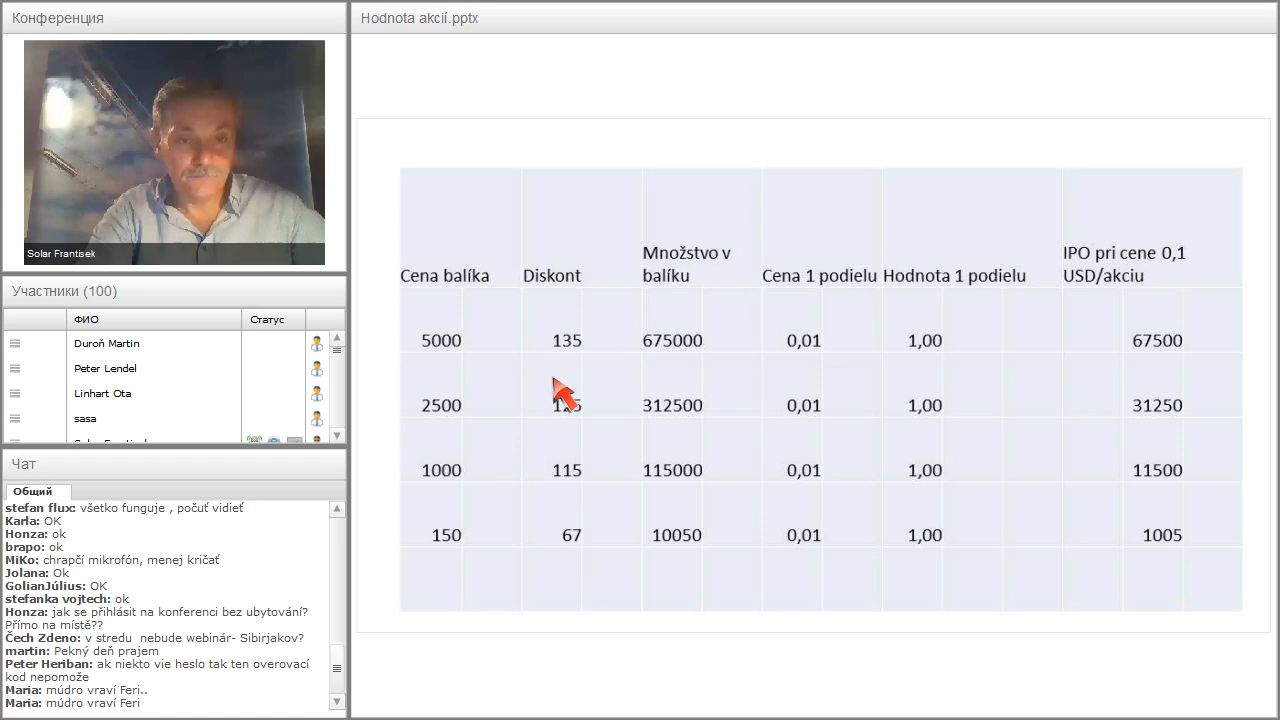 Конференция
Solar Frantisek
Участники (100)
ФИО Статус
Duroň Martin
Peter Lendel
Linhart Ota
sasa
Чат
Общий
stefan flux: všetko funguje , počuť vidieť
Karla: OK
Honza: ok
brapo: ok
MiKo: chrapčí mikrofón, menej kričať
Jolana: Ok
GolianJúlius: OK
stefanka vojtech: ok
Honza: jak se přihlásit na konferenci bez ubytování?
Přímo na místě??
Čech Zdeno: v stredu nebude webinár- Sibirjakov?
martin: Pekný deň prajem
Peter Heriban: ak niekto vie heslo tak ten overovací
kod nepomože
Maria: múdro vraví Feri..
Maria: múdro vraví Feri
Hodnota akcií.pptx
Cena balíka Diskont Množstvo v balíku Cena 1 podielu Hodnota 1 podielu IPO pri cene 0,1 USD/akciu
5000 135 675000 0,01 1,00 67500
2500 125 312500 0,01 1,00 31250
1000 115 115000 0,01 1,00 11500
150 67 10050 0,01 1,00 1005